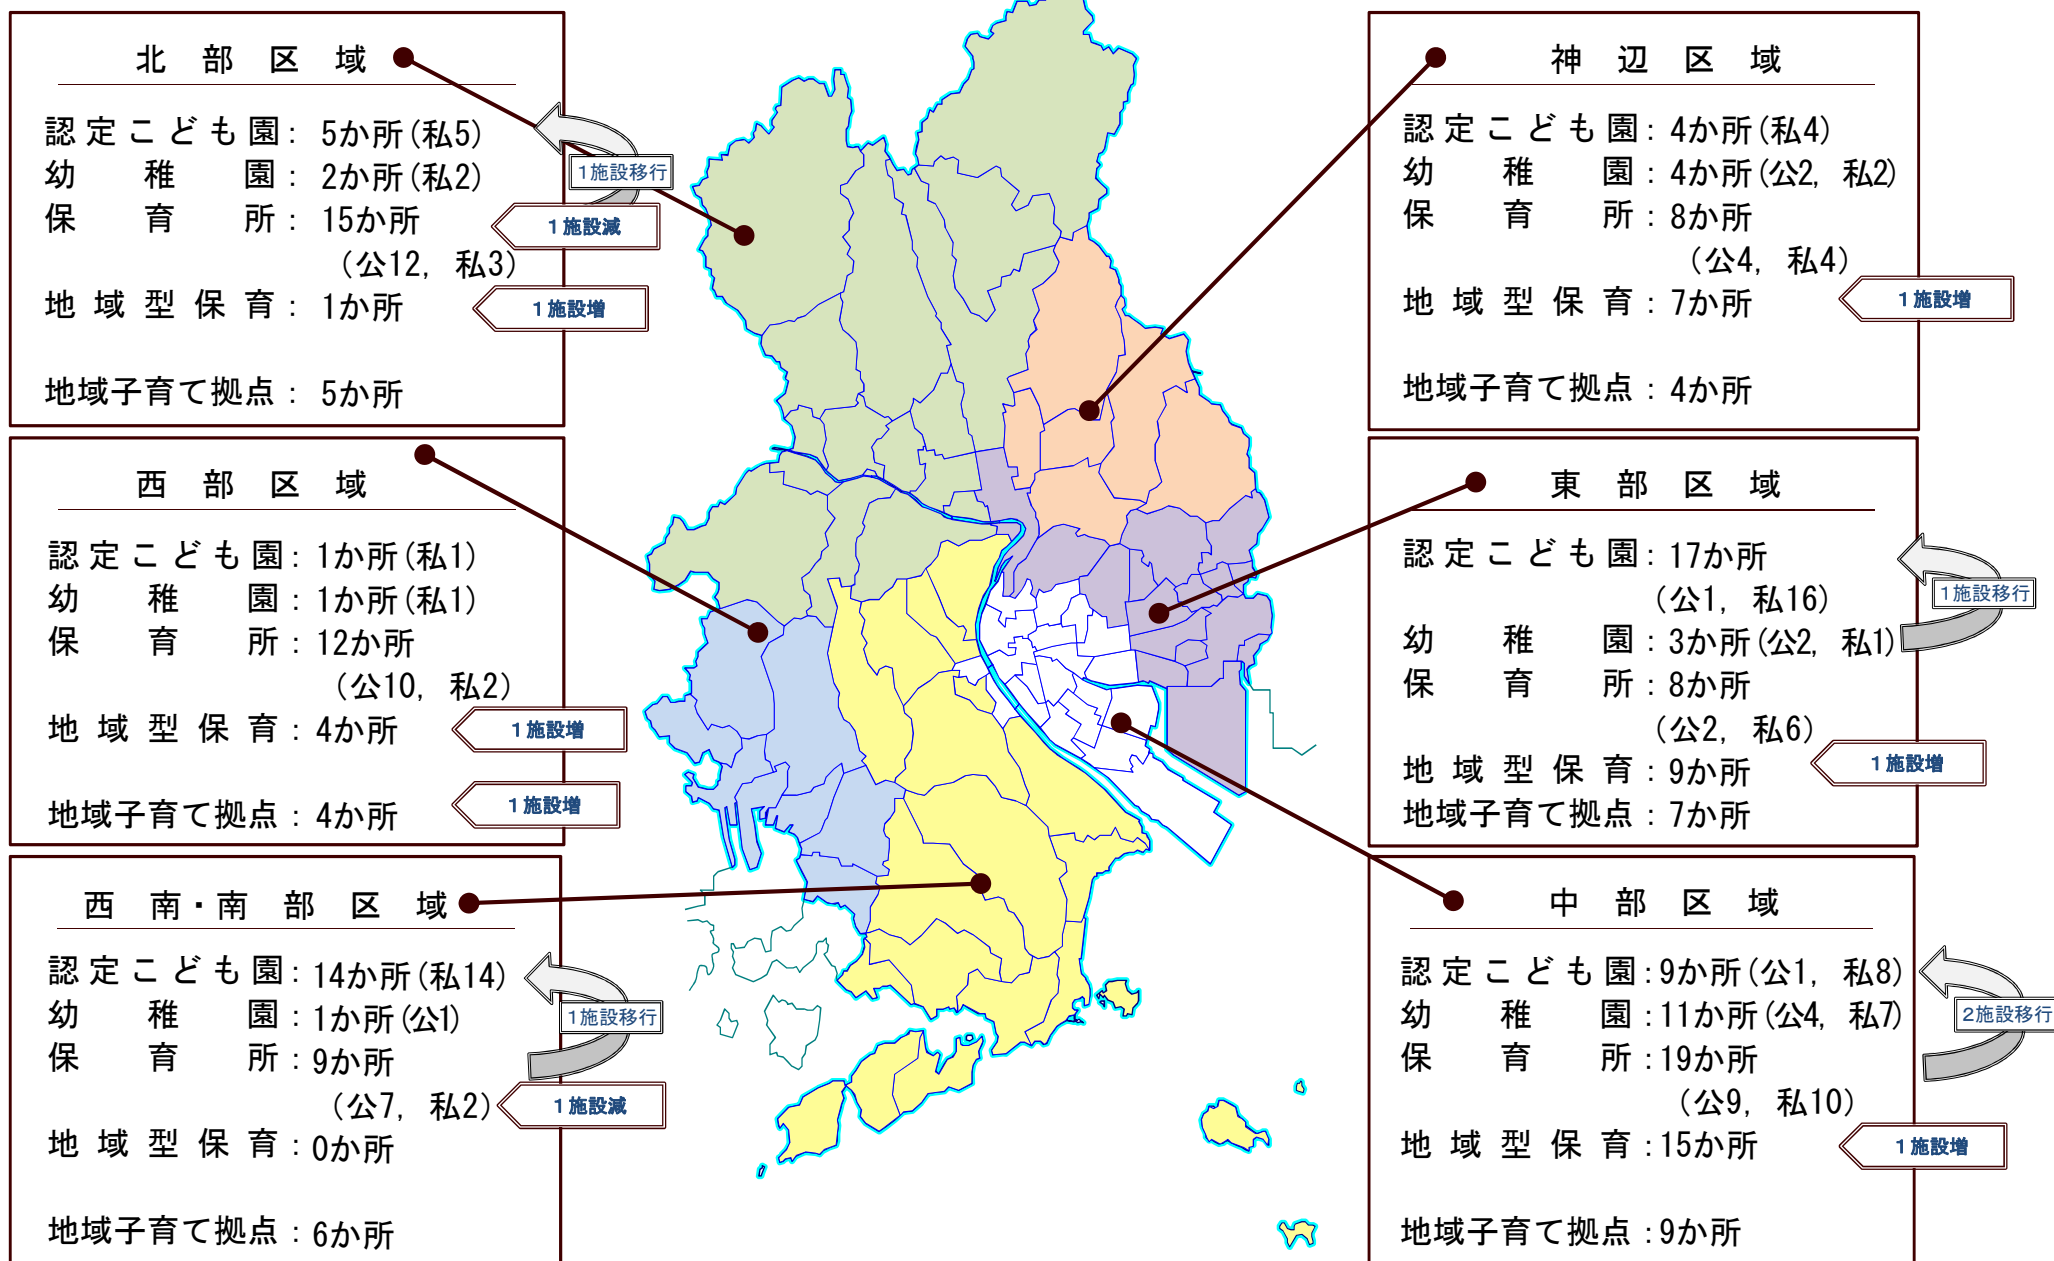 北部区域
認定こども園：5か所（私5）
幼稚園：2か所（私2）
保育所：15か所
（公12，私3）
地域型保育：1か所
地域子育て拠点：5か所
1施設移行
1施設減
1施設増
西部区域
認定こども園：1か所（私1）
幼稚園：1か所（私1）
保育所：12か所
（公10，私2）
地域型保育：4か所
地域子育て拠点：4か所
1施設増
1施設増
西南・南部区域
認定こども園：14か所（私14）
幼稚園：1か所（公1）
保育所：9か所
（公7，私2）
地域型保育：0か所
地域子育て拠点：6か所
1施設移行
1施設減
神辺区域
認定こども園：4か所（私4）
幼稚園：4か所（公2，私2）
保育所：8か所
（公4，私4）
地域型保育：7か所
地域子育て拠点：4か所
1施設増
東部区域
認定こども園：17か所
（公1，私16）
幼稚園：3か所（公2，私1）
保育所：8か所
（公2，私6）
地域型保育：9か所
地域子育て拠点：7か所
1施設移行
1施設増
中部区域
認定こども園：9か所（公1，私8）
幼稚園：11か所（公4，私7）
保育所：19か所
（公9，私10）
地域型保育：15か所
地域子育て拠点：9か所
2施設移行
1施設増